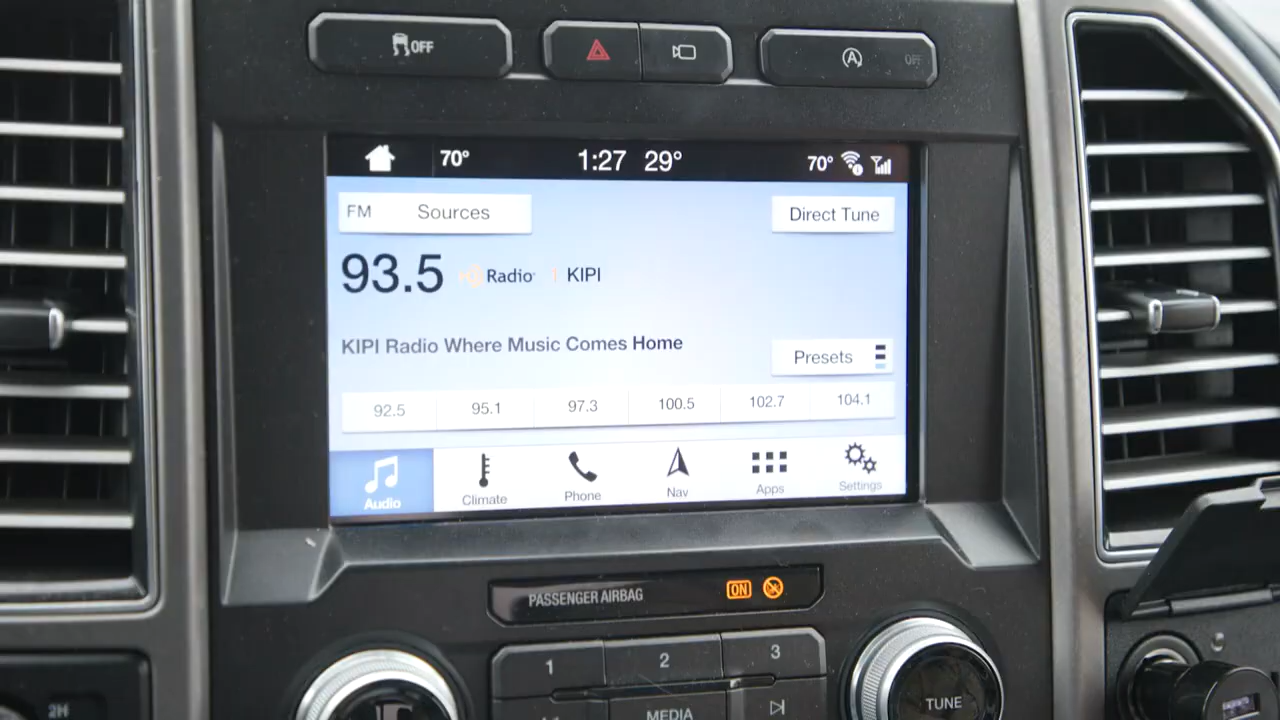 OFF
A OFF
70° 1:27 29° 70°
FM Sources Direct Tune
93.5 Radio 1 KIPI
KIPI Radio Where Music Comes Home
Presets
92.5 95.1 97.3 100.5 102.7 104.1
Audio Climate Phone Nav Apps Settings
PASSENGER AIRBAG ON
1 2 3
MEDIA
TUNE
2H